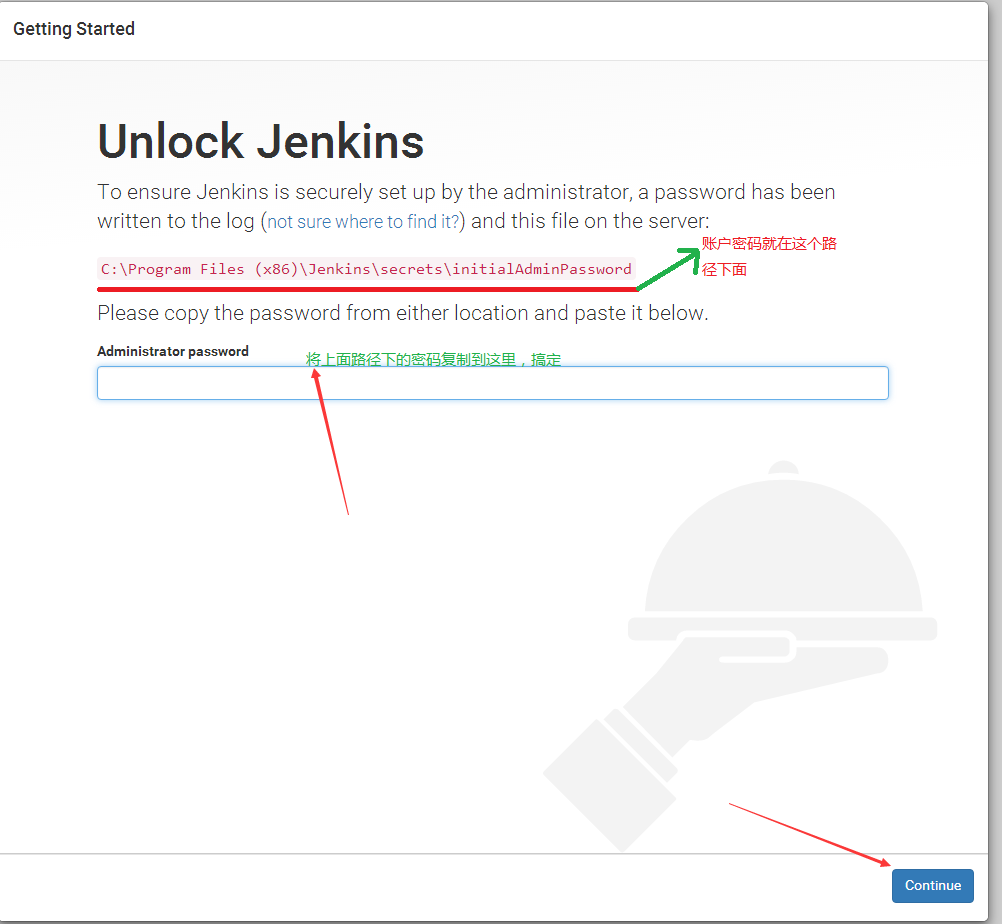 Getting Started
Unlock Jenkins
To ensure Jenkins is securely set up by the administrator, a password has been
written to the log (not sure where to find it?) and this file on the server:
账户密码就在这个路
径下面
C:\Program Files (x86)\Jenkins\secrets\initialAdminPassword
Please copy the password from either location and paste it below.
Administrator password
将上面路径下的密码复制到这里，搞定
Continue